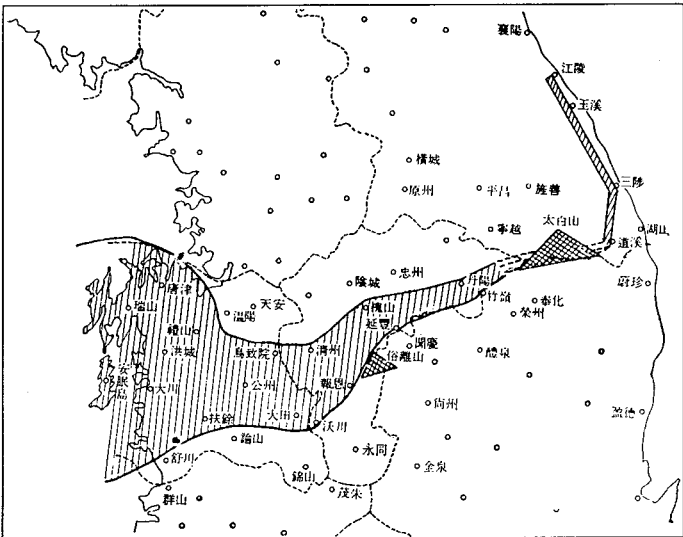 襄陽
江陵
玉溪
三陟
橫城
原州
平昌
旌善
太白山
湖山
寧越
道溪
陰城
忠州
丹陽
竹嶺
蔚珍
奉化
榮州
唐津
瑞山
天安
溫陽
槐山
延豊
禮山
洪城
鳥致院
淸州
聞慶
俗離山
醴泉
安眠島
大川
公州
報恩
扶餘
大田
沃川
尙州
盈德
論山
永同
舒川
錦山
金泉
群山
茂朱